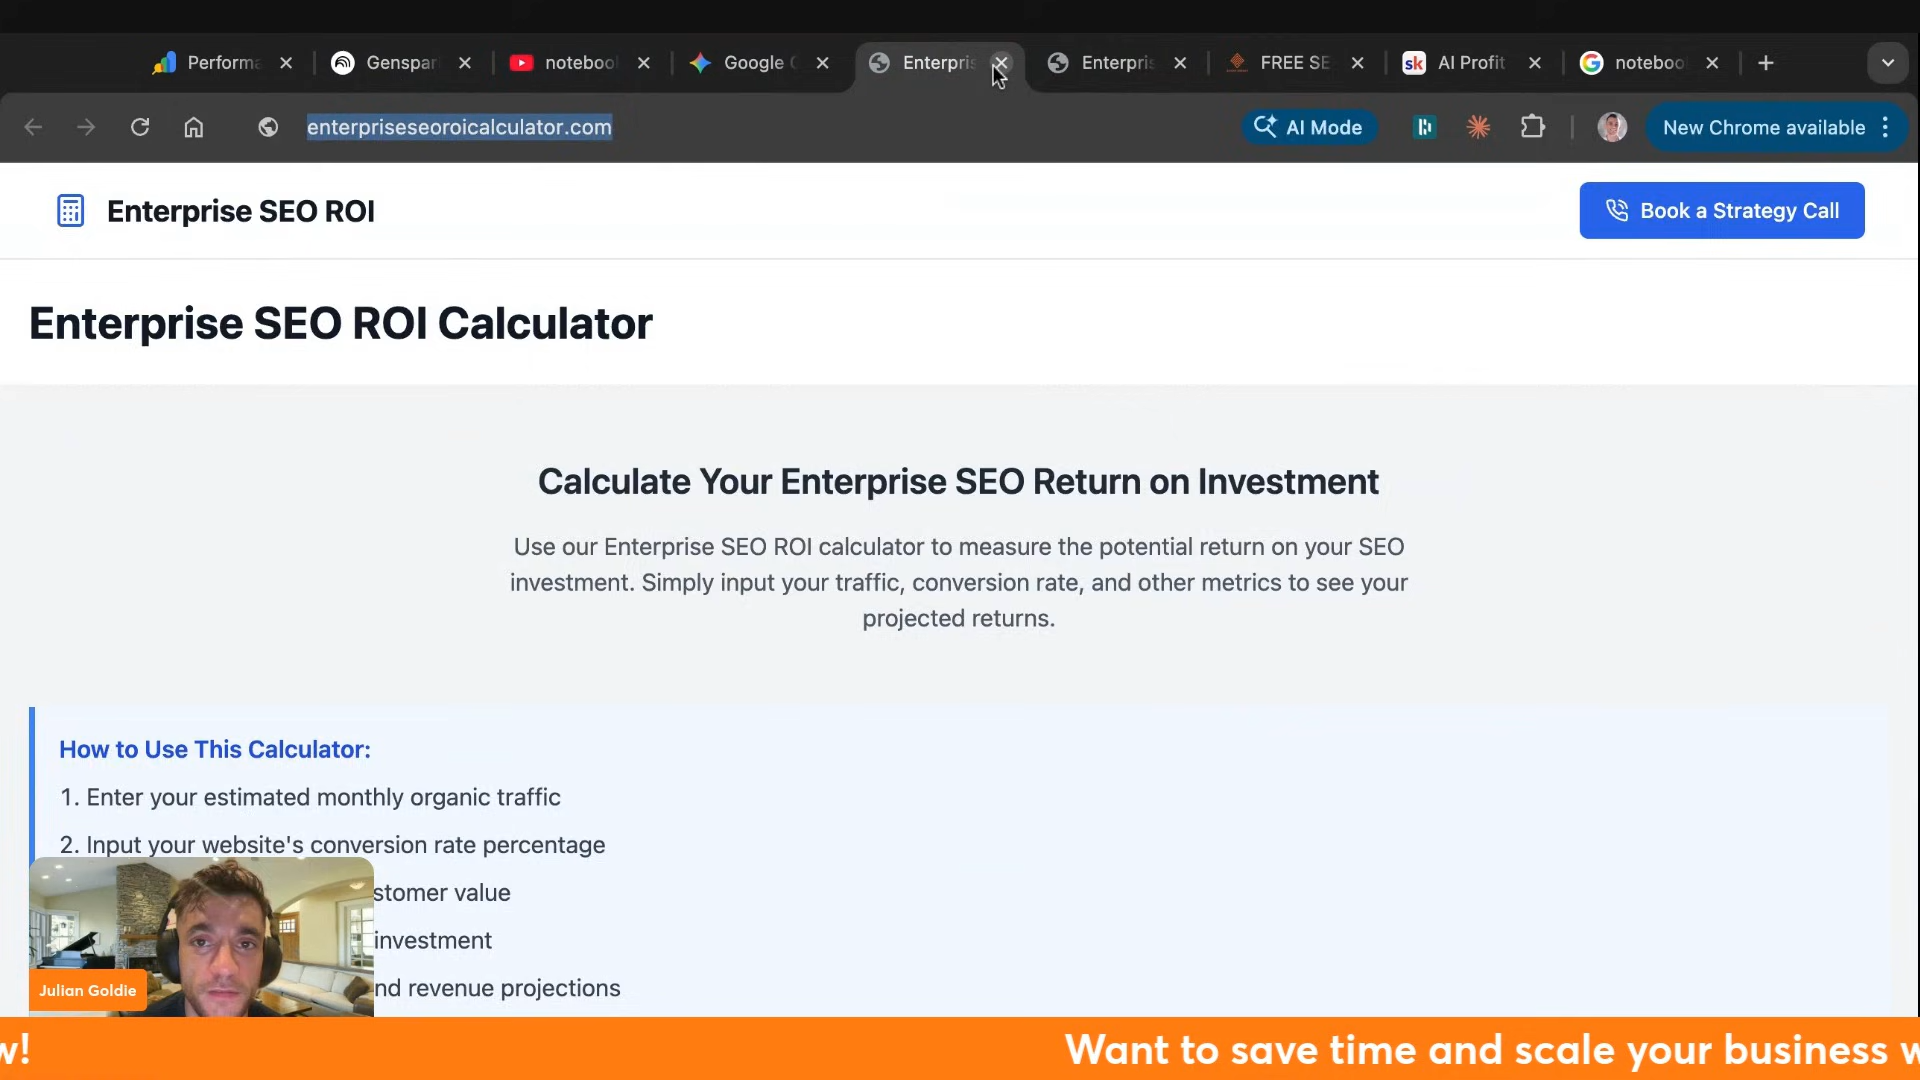 Performa
Genspar
noteboo
Google
Enterpris
Enterpris
FREE SE
sk
AI Profit
noteboo
enterpriseseoroicalculator.com
AI Mode
New Chrome available
Enterprise SEO ROI
Book a Strategy Call
Enterprise SEO ROI Calculator
Calculate Your Enterprise SEO Return on Investment
Use our Enterprise SEO ROI calculator to measure the potential return on your SEO
investment. Simply input your traffic, conversion rate, and other metrics to see your
projected returns.
How to Use This Calculator:
1. Enter your estimated monthly organic traffic
2. Input your website's conversion rate percentage
stomer value
investment
nd revenue projections
Julian Goldie
w!
Want to save time and scale your business w